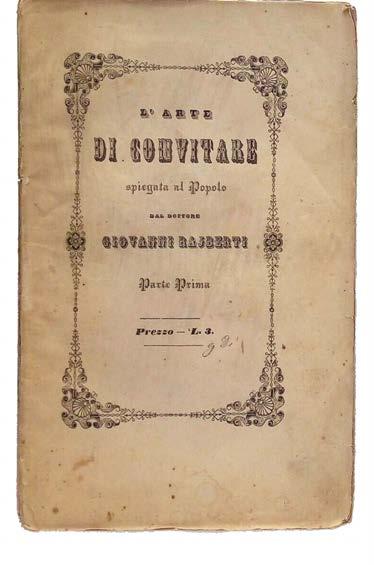 L'ARTE
DI CONVITARE
spiegata al Popolo
DAL DOTTORE
GIOVANNI RAJBERTI
Parte Prima
Prezzo — L. 3.